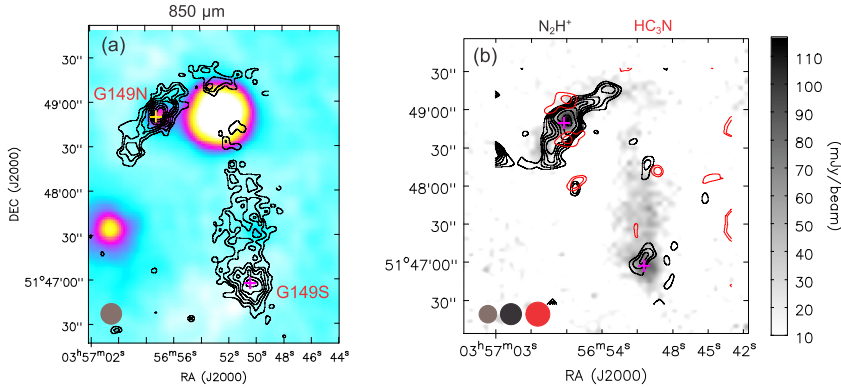 850 μm
(a)
G149N
G149S
30''
49°00''
30''
48°00''
30''
51°47'00''
30''
DEC (J2000)
03ʰ57ᵐ02ˢ 56ᵐ56ˢ 52ˢ 50ˢ 48ˢ 44ˢ
RA (J2000)
N₂H⁺ HC₃N
(b)
30''
49'00''
30''
48'00''
30''
51°47'00''
30''
03ʰ57ᵐ03ˢ 56ᵐ54ˢ 48ˢ 45ˢ 42ˢ
RA (J2000)
110
100
90
80
70
60
50
40
30
20
10
(mJy/beam)